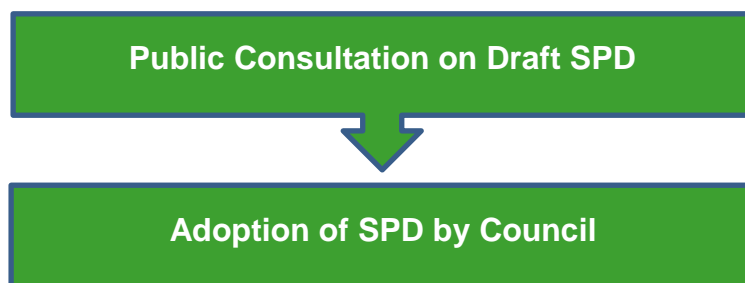 Public Consultation on Draft SPD
Adoption of SPD by Council